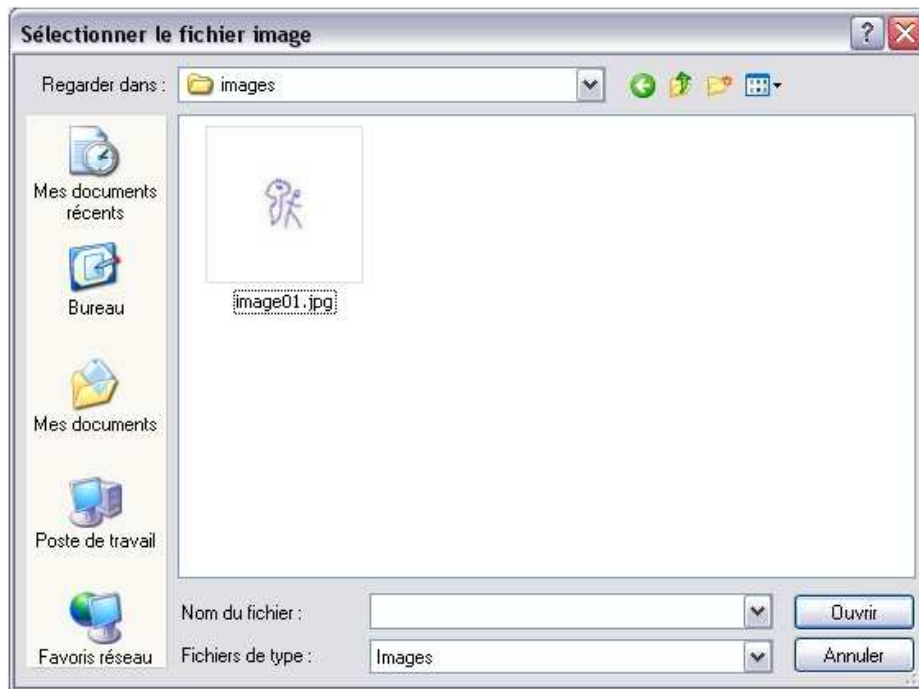 Sélectionner le fichier image
Regarder dans :
images
Mes documents
récents
Bureau
Mes documents
Poste de travail
Favoris réseau
image01.jpg
Nom du fichier :
Ouvrir
Fichiers de type :
Images
Annuler